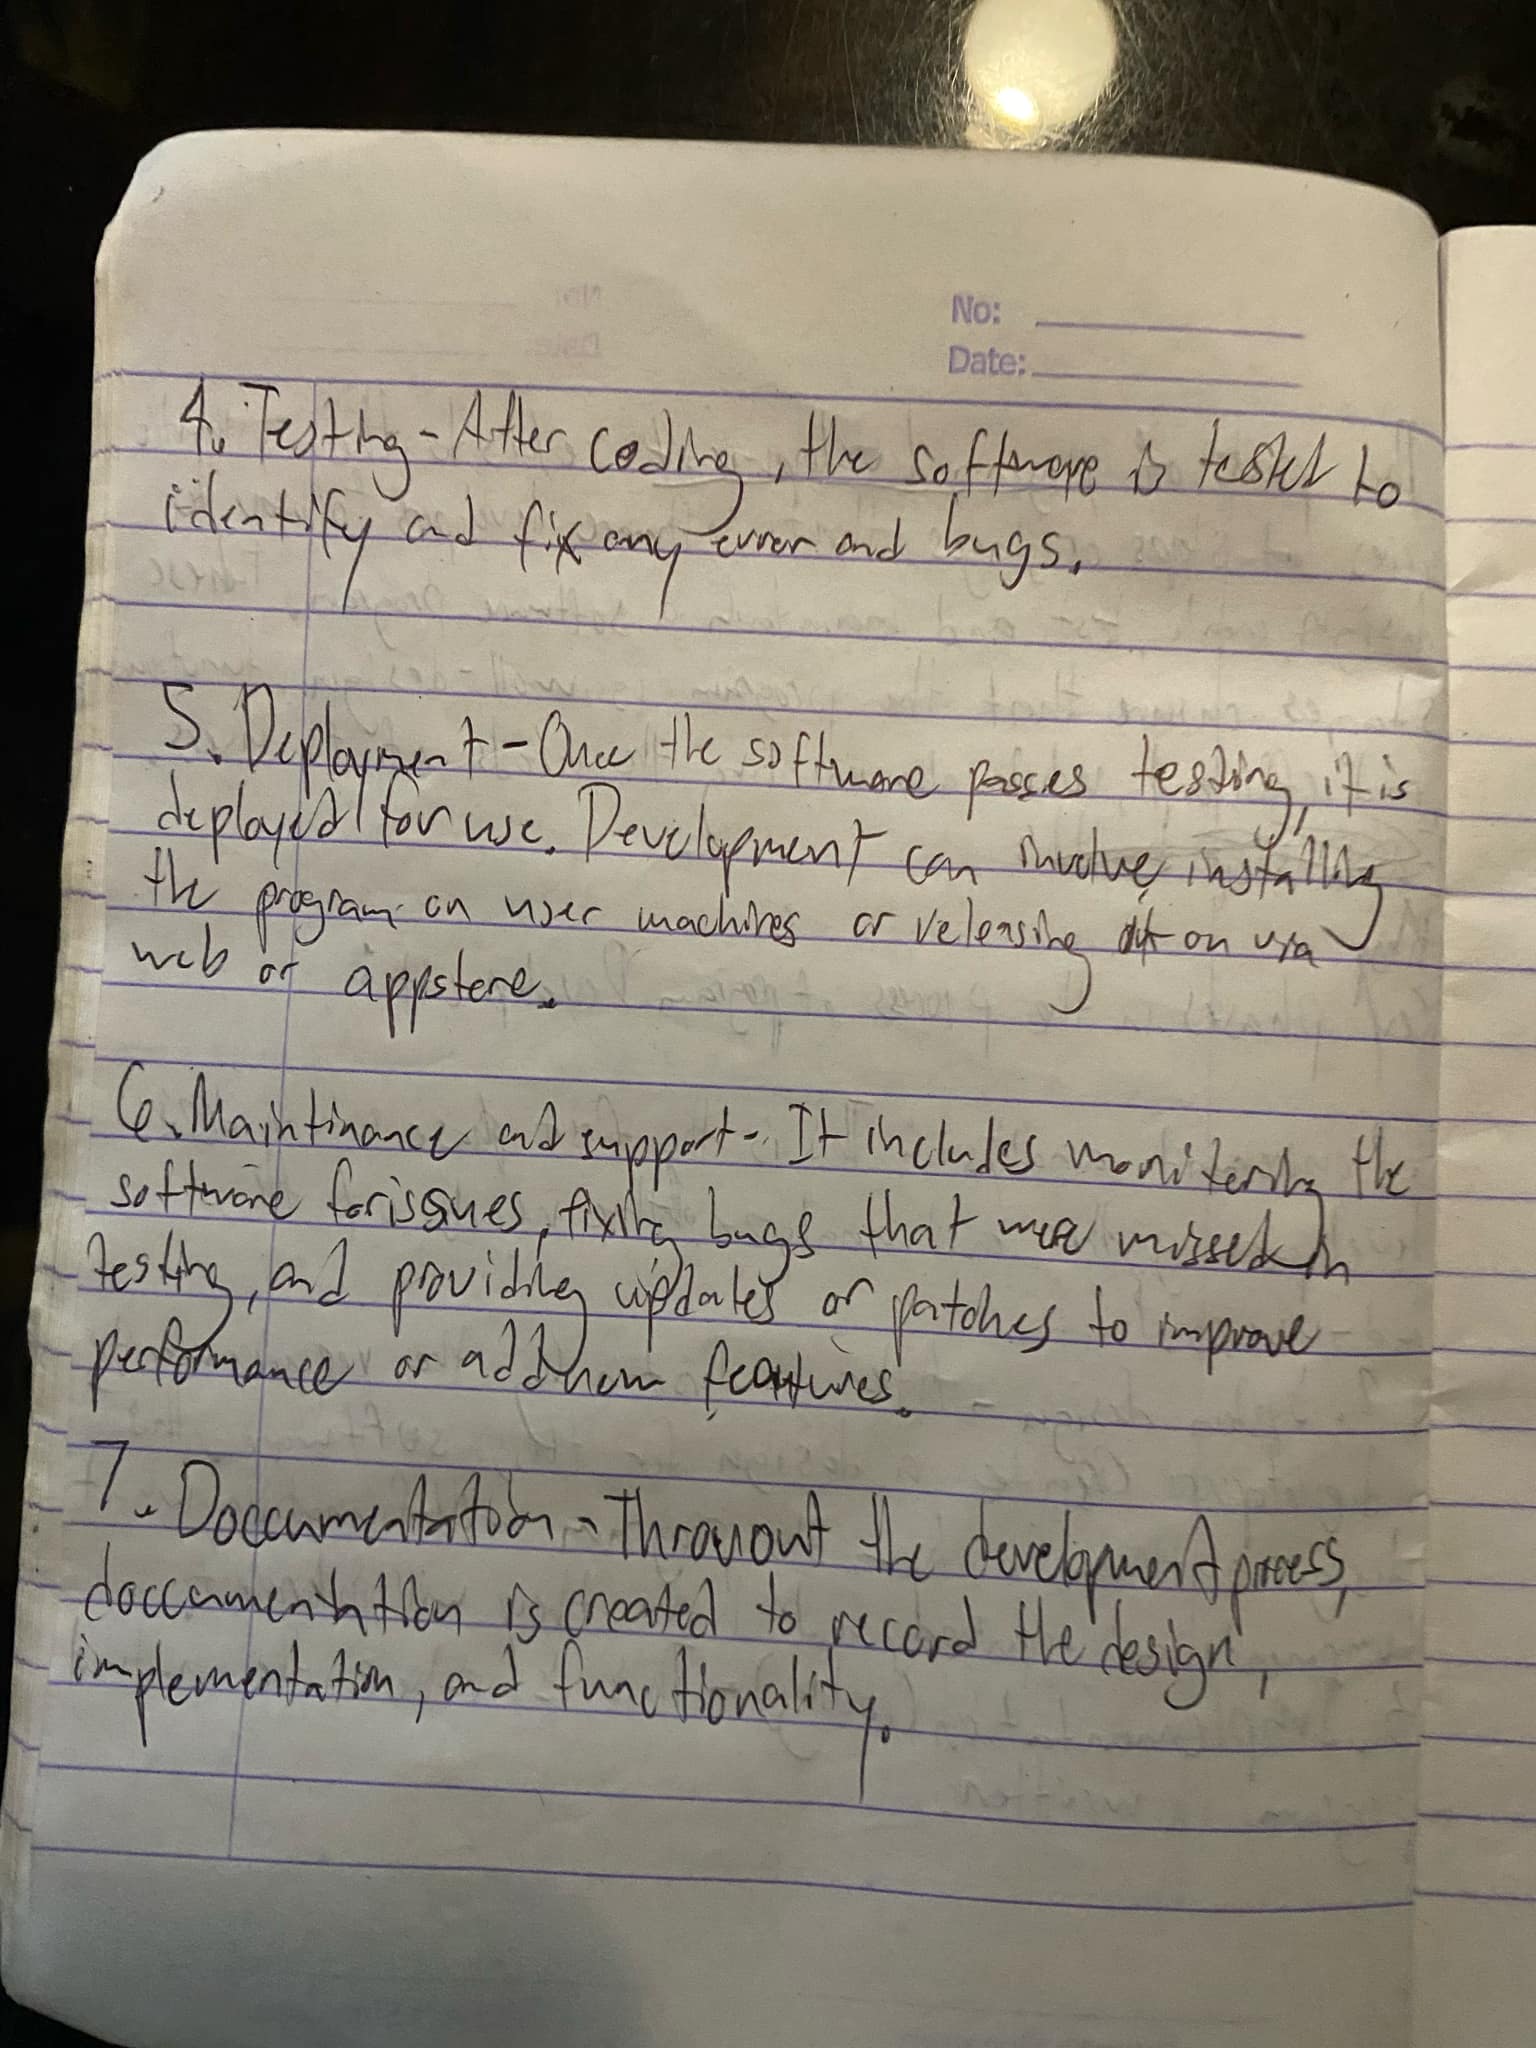 No:
Date:
4. Testing - After coding, the software is tested to
identify and fix any error and bugs.
5. Deployment - Once the software passes testing, it is
deployed for use. Development can involve installing
the program on user machines or releasing on via
web or appstore.
6. Maintinance and support - It includes monitering the
software for issues, fixing bugs that were missed in
testing, and providing updates or patches to improve
performance or add new features.
7. Doccumentation - Throuout the development process,
doccumentation is created to record the design,
implementation, and functionality.